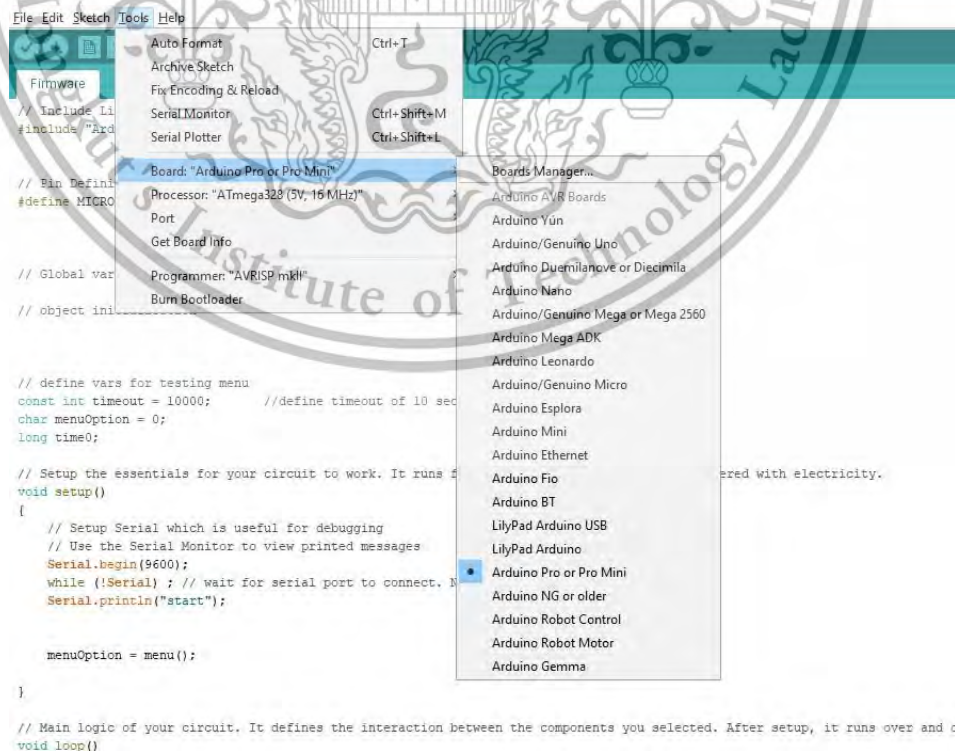 File Edit Sketch Tools Help
Auto Format Ctrl+T
Archive Sketch
Fix Encoding & Reload
Serial Monitor Ctrl+Shift+M
Serial Plotter Ctrl+Shift+L
Board: "Arduino Pro or Pro Mini"
Processor: "ATmega328 (5V, 16 MHz)"
Port
Get Board Info
Programmer: "AVRISP mkII"
Burn Bootloader
Boards Manager...
Arduino AVR Boards
Arduino Yún
Arduino/Genuino Uno
Arduino Duemilanove or Diecimila
Arduino Nano
Arduino/Genuino Mega or Mega 2560
Arduino Mega ADK
Arduino Leonardo
Arduino/Genuino Micro
Arduino Esplora
Arduino Mini
Arduino Ethernet
Arduino Fio
Arduino BT
LilyPad Arduino USB
LilyPad Arduino
Arduino Pro or Pro Mini
Arduino NG or older
Arduino Robot Control
Arduino Robot Motor
Arduino Gemma
Firmware
// Include Li
#include "Ard
// Pin Defini
#define MICRO
// Global var
// object ini
// define vars for testing menu
const int timeout = 10000; //define timeout of 10 sec
char menuOption = 0;
long time0;
// Setup the essentials for your circuit to work. It runs f ered with electricity.
void setup()
{
// Setup Serial which is useful for debugging
// Use the Serial Monitor to view printed messages
Serial.begin(9600);
while (!Serial) ; // wait for serial port to connect. N
Serial.println("start");
menuOption = menu();
}
// Main logic of your circuit. It defines the interaction between the components you selected. After setup, it runs over and o
void loop()
Institute of Technology